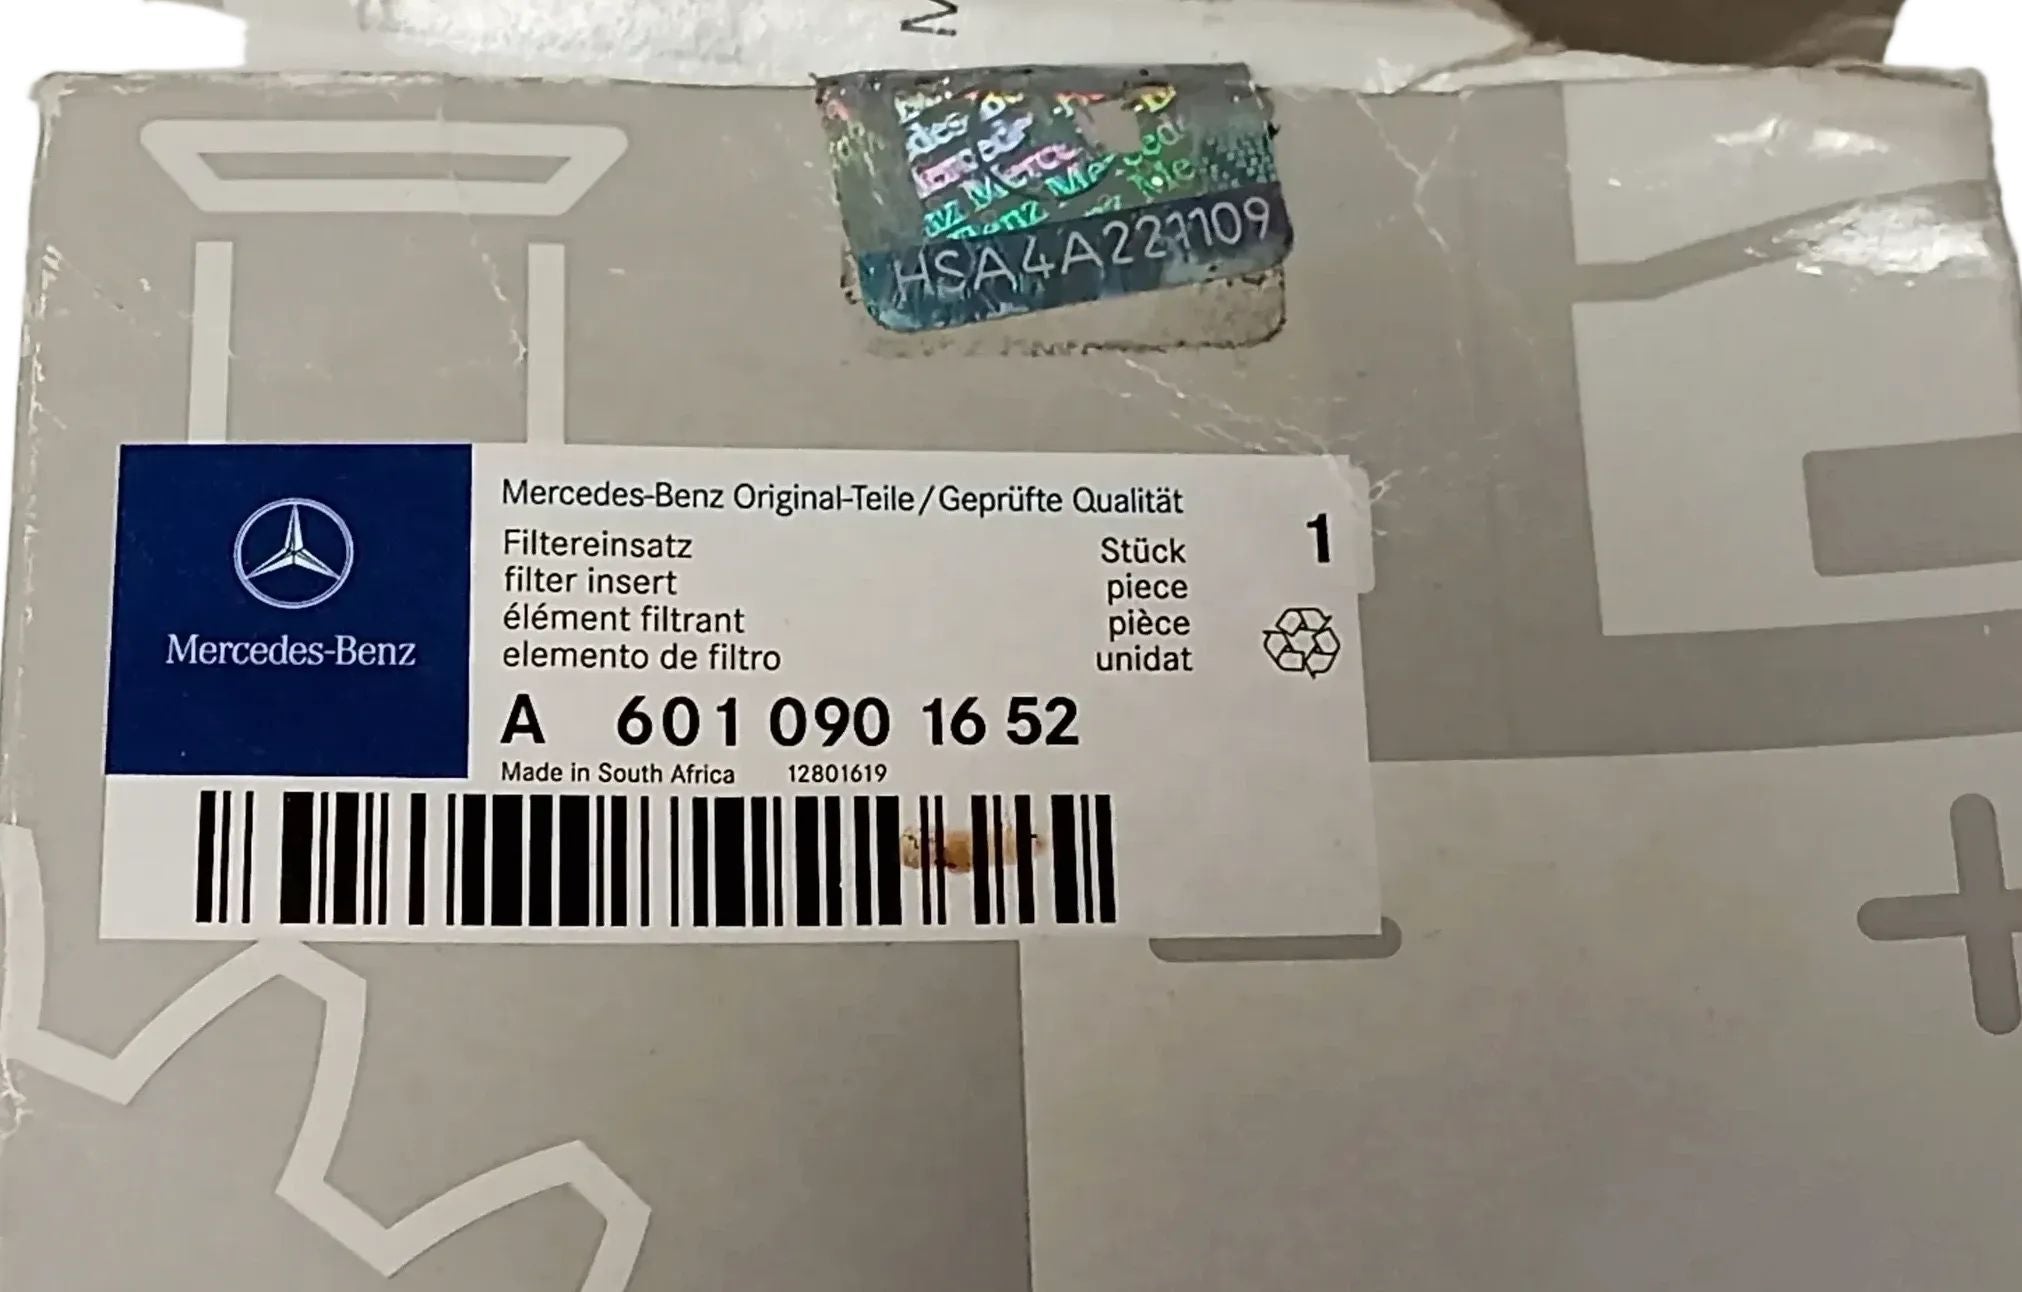 HSA4A227109
Mercedes-Benz
Mercedes-Benz Original-Teile/Geprüfte Qualität
Filtereinsatz Stück 1
filter insert piece
élément filtrant pièce
elemento de filtro unidat
A 601 090 16 52
Made in South Africa 12801619